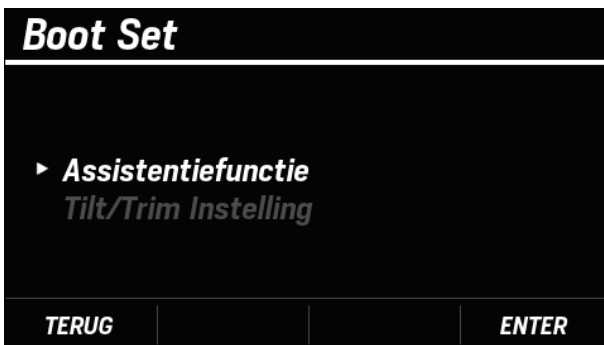 Boot Set
Assistentiefunctie
Tilt/Trim Instelling
TERUG ENTER